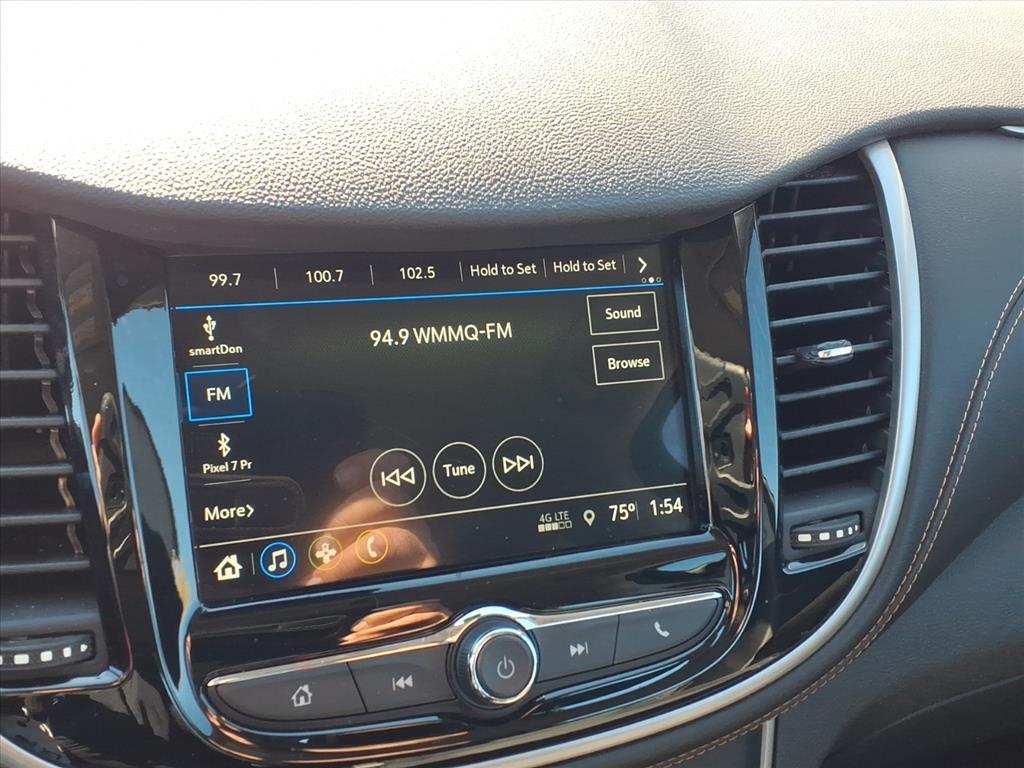 99.7 100.7 102.5 Hold to Set Hold to Set
smartDon
94.9 WMMQ-FM
Sound
Browse
FM
Pixel 7 Pr
Tune
More
4G LTE 75° 1:54